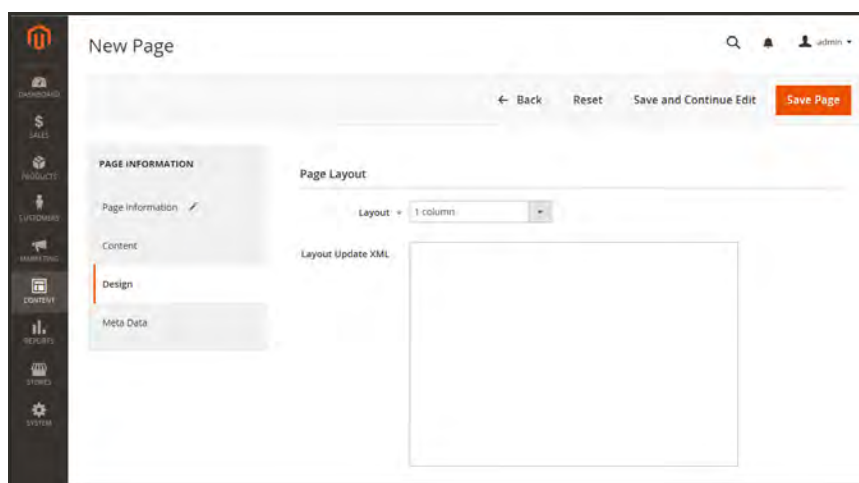 New Page
admin
Back
Reset
Save and Continue Edit
Save Page
DASHBOARD
SALES
PRODUCTS
CUSTOMERS
MARKETING
CONTENT
REPORTS
STORES
SYSTEM
PAGE INFORMATION
Page Information
Content
Design
Meta Data
Page Layout
Layout * 1 column
Layout Update XML